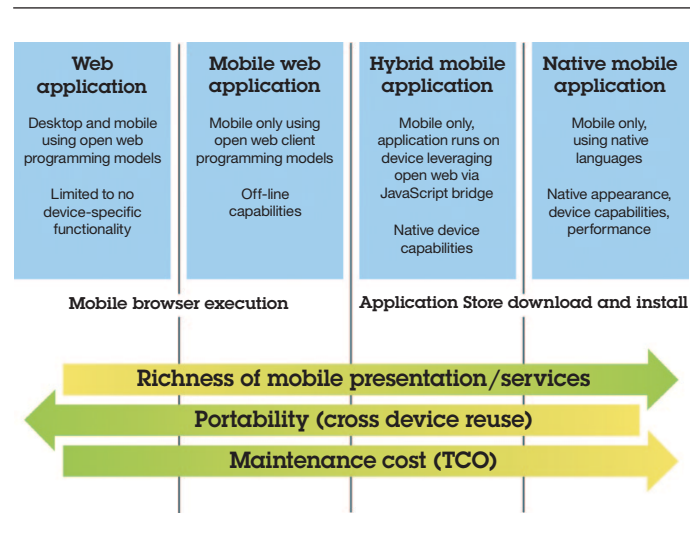 Web
application
Desktop and mobile
using open web
programming models
Limited to no
device-specific
functionality
Mobile web
application
Mobile only using
open web client
programming models
Off-line
capabilities
Hybrid mobile
application
Mobile only,
application runs on
device leveraging
open web via
JavaScript bridge
Native device
capabilities
Native mobile
application
Mobile only,
using native
languages
Native appearance,
device capabilities,
performance
Mobile browser execution
Application Store download and install
Richness of mobile presentation/services
Portability (cross device reuse)
Maintenance cost (TCO)